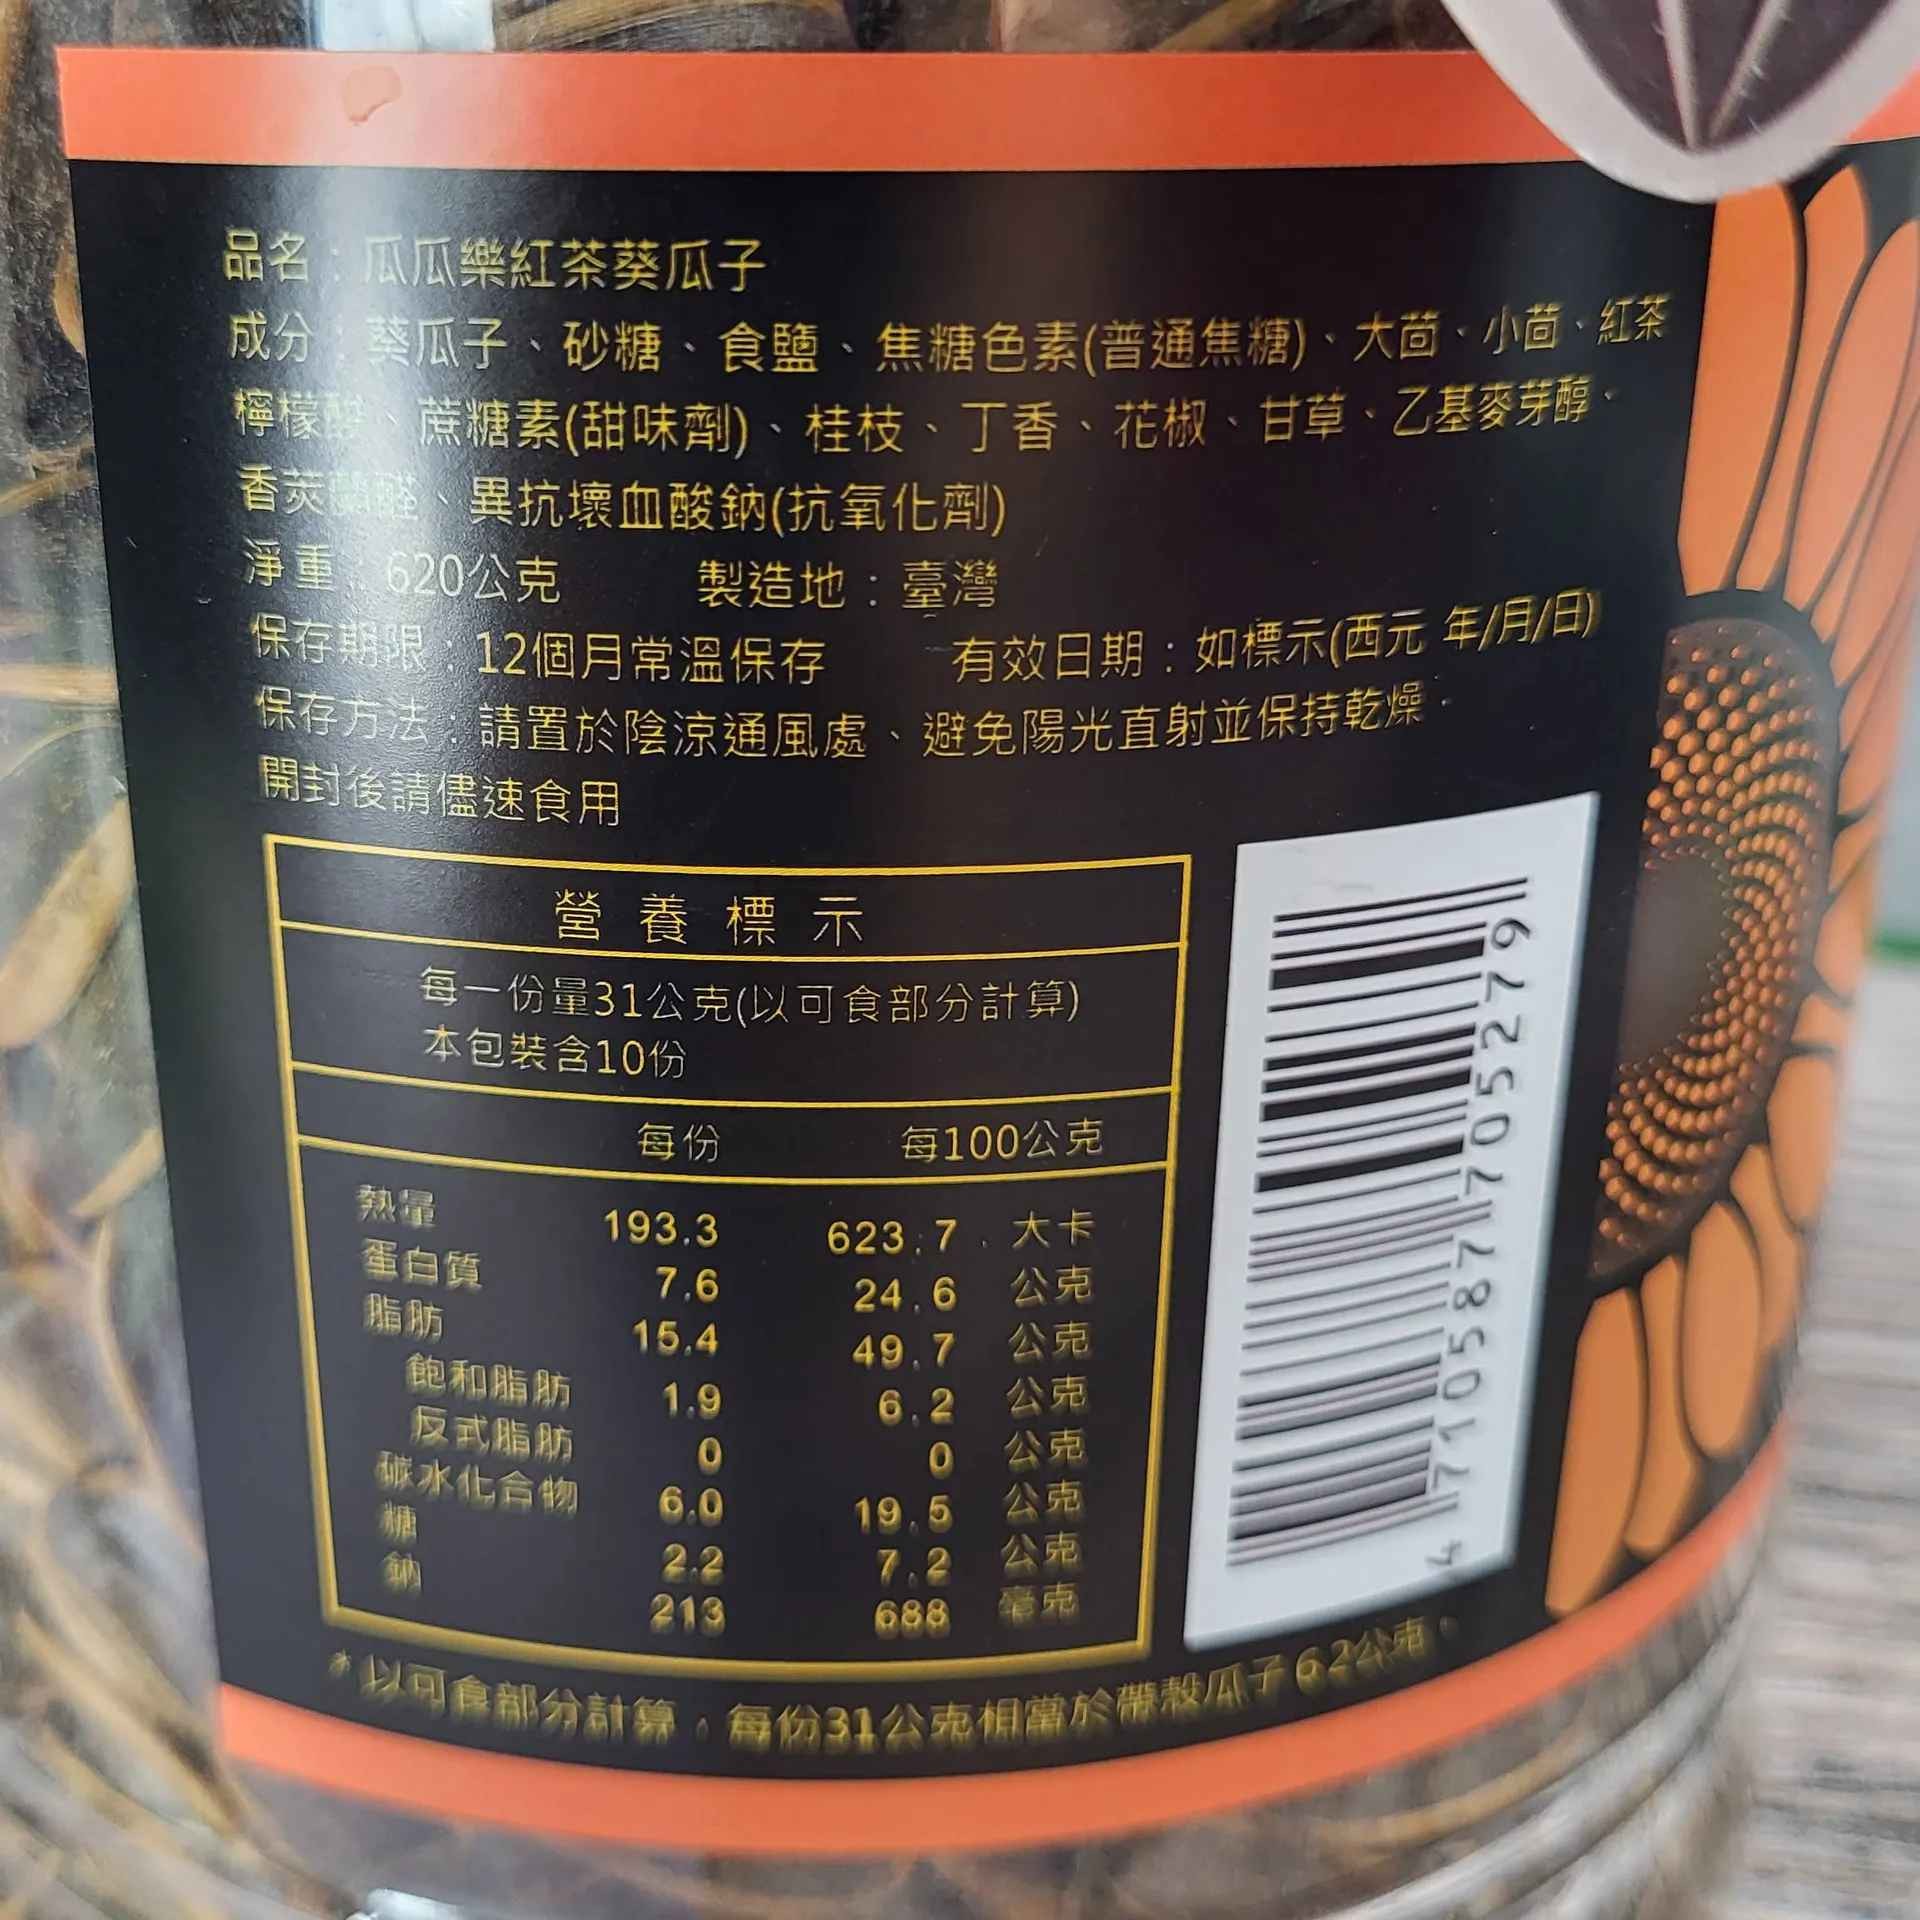 品名：瓜瓜樂紅茶葵瓜子
成分：葵瓜子、砂糖、食鹽、焦糖色素(普通焦糖)、大茴、小茴、紅茶
檸檬酸、蔗糖素(甜味劑)、桂枝、丁香、花椒、甘草、乙基麥芽醇、
香莢蘭醛、異抗壞血酸鈉(抗氧化劑)
淨重：620公克 製造地：臺灣
保存期限：12個月常溫保存 有效日期：如標示(西元 年/月/日)
保存方法：請置於陰涼通風處、避免陽光直射並保持乾燥．
開封後請儘速食用
營養標示
每一份量31公克(以可食部分計算)
本包裝含10份
每份 每100公克
熱量 193.3 623.7 大卡
蛋白質 7.6 24.6 公克
脂肪 15.4 49.7 公克
飽和脂肪 1.9 6.2 公克
反式脂肪 0 0 公克
碳水化合物 6.0 19.5 公克
糖 2.2 7.2 公克
鈉 213 688 毫克
*以可食部分計算，每份31公克相當於帶殼瓜子62公克。
4710587705279